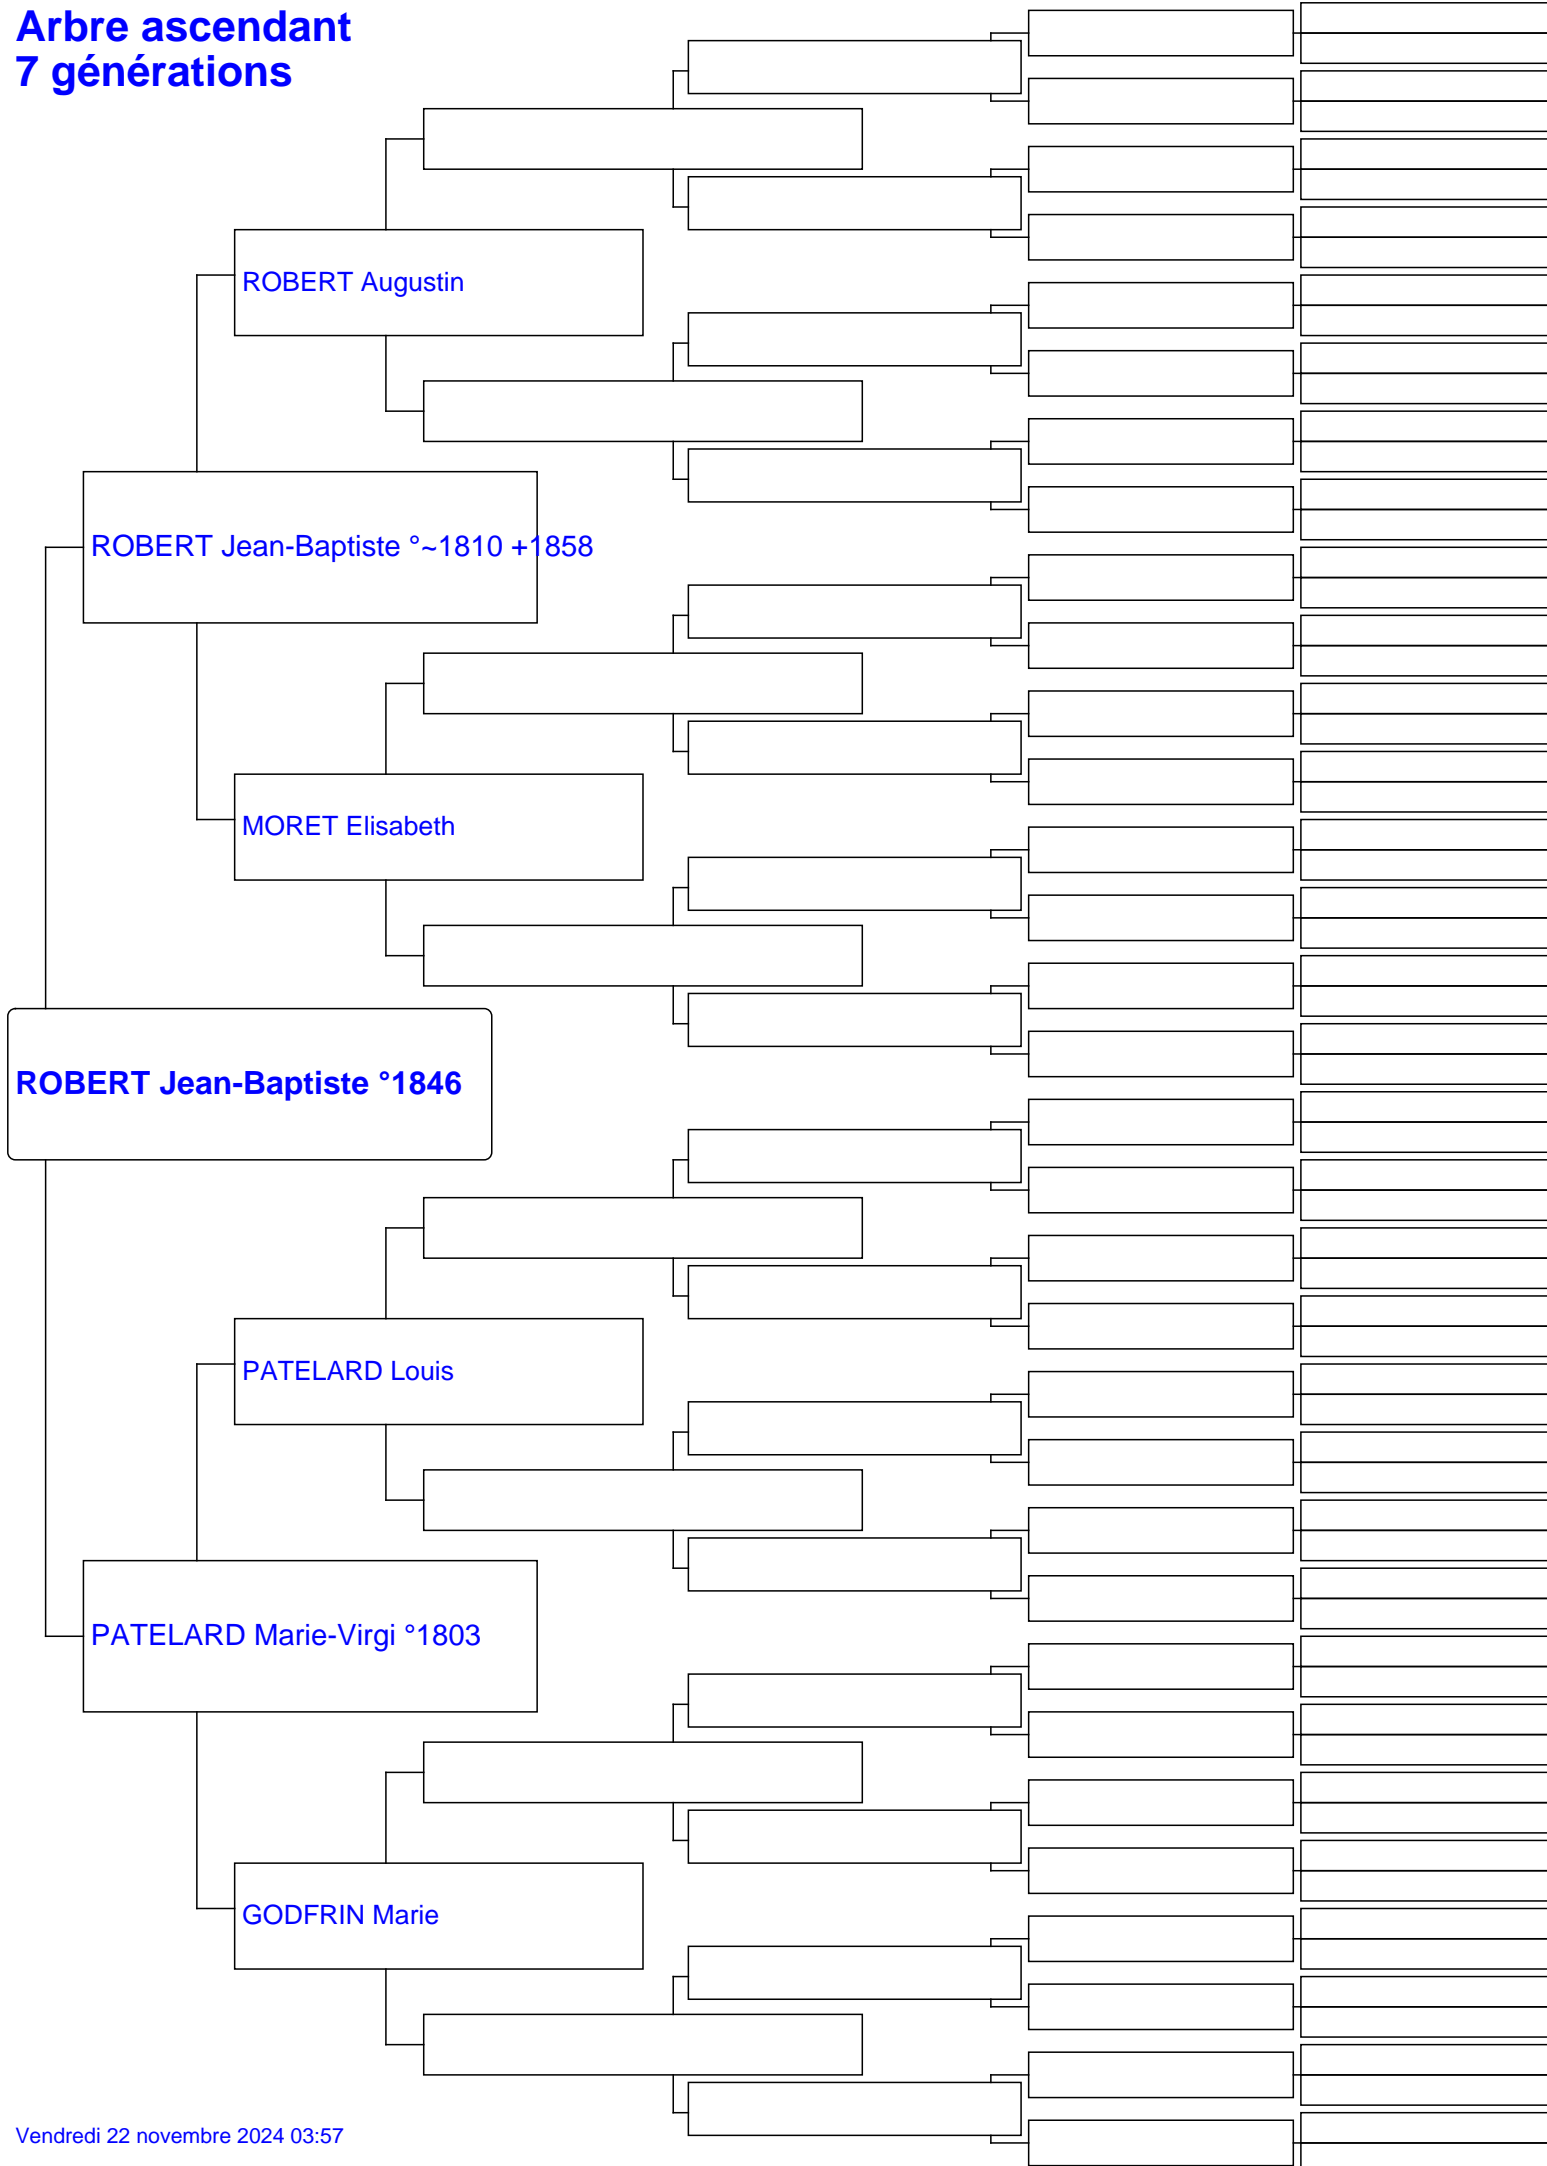 Arbre ascendant
7 générations
ROBERT Augustin
ROBERT Jean-Baptiste °~1810 +1858
MORET Elisabeth
ROBERT Jean-Baptiste °1846
PATELARD Louis
PATELARD Marie-Virgi °1803
GODFRIN Marie
Vendredi 22 novembre 2024 03:57